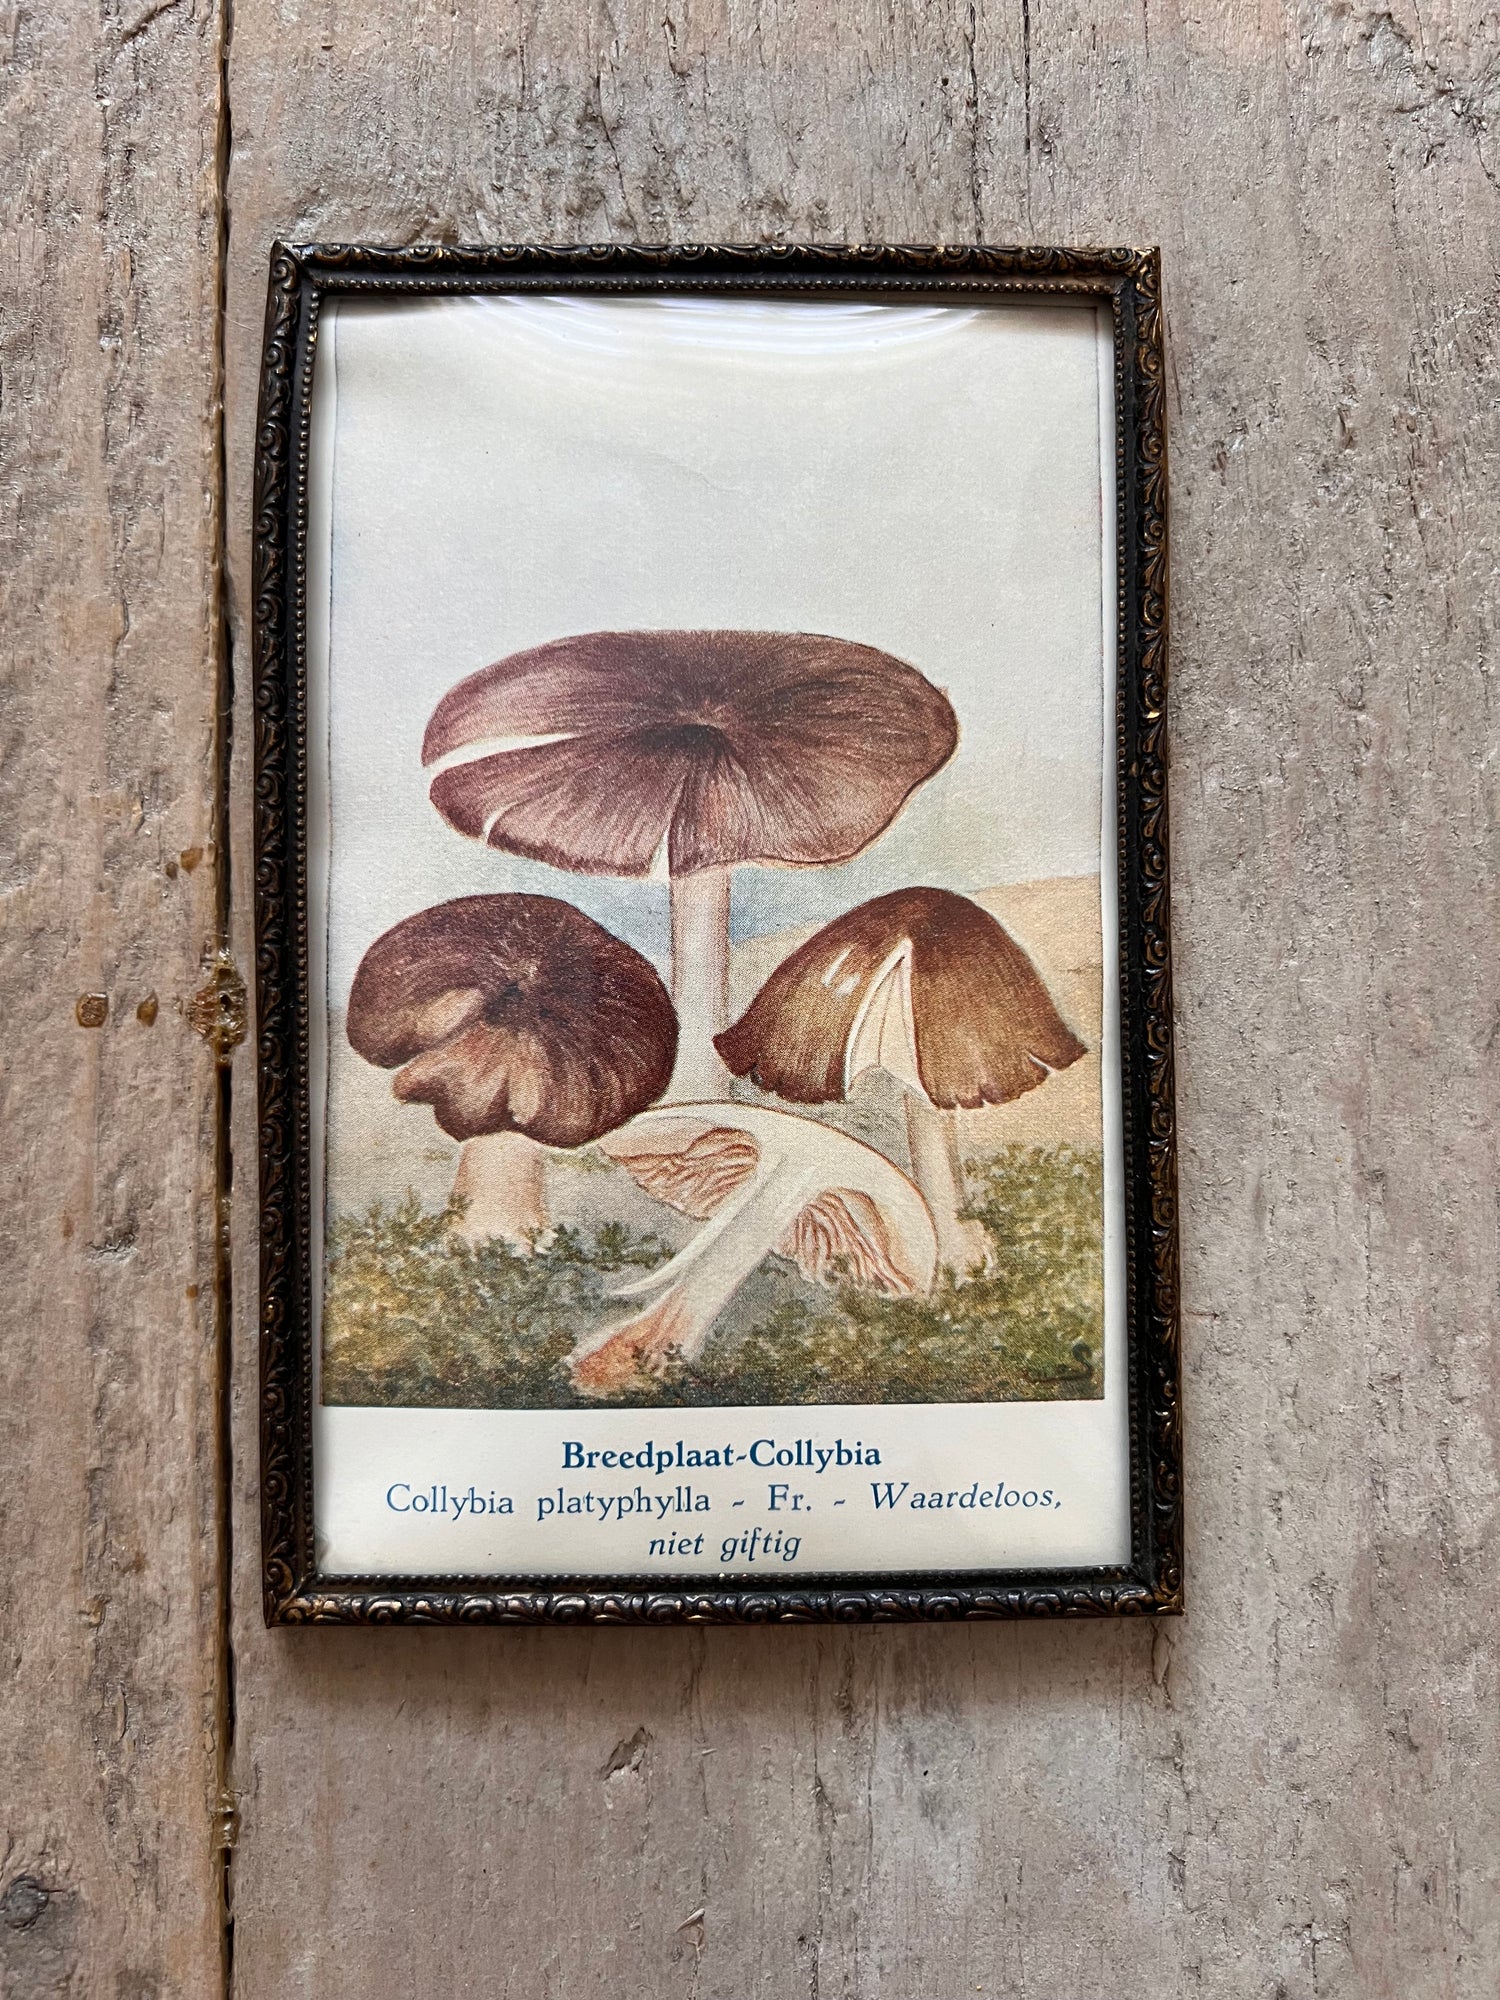 Breedplaat-Collybia
Collybia platyphylla - Fr. - Waardeloos,
niet giftig